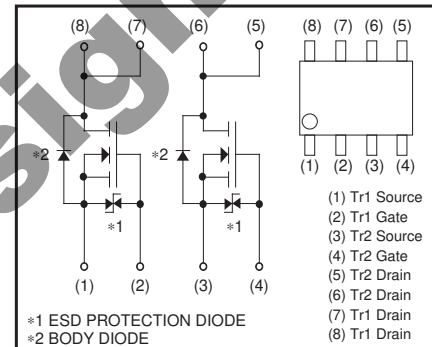 (8) (7) (6) (5)
(8) (7) (6) (5)
∗2
∗2
∗1
∗1
(1) (2) (3) (4)
(1) (2) (3) (4)
(1) Tr1 Source
(2) Tr1 Gate
(3) Tr2 Source
(4) Tr2 Gate
(5) Tr2 Drain
(6) Tr2 Drain
(7) Tr1 Drain
(8) Tr1 Drain
∗1 ESD PROTECTION DIODE
∗2 BODY DIODE